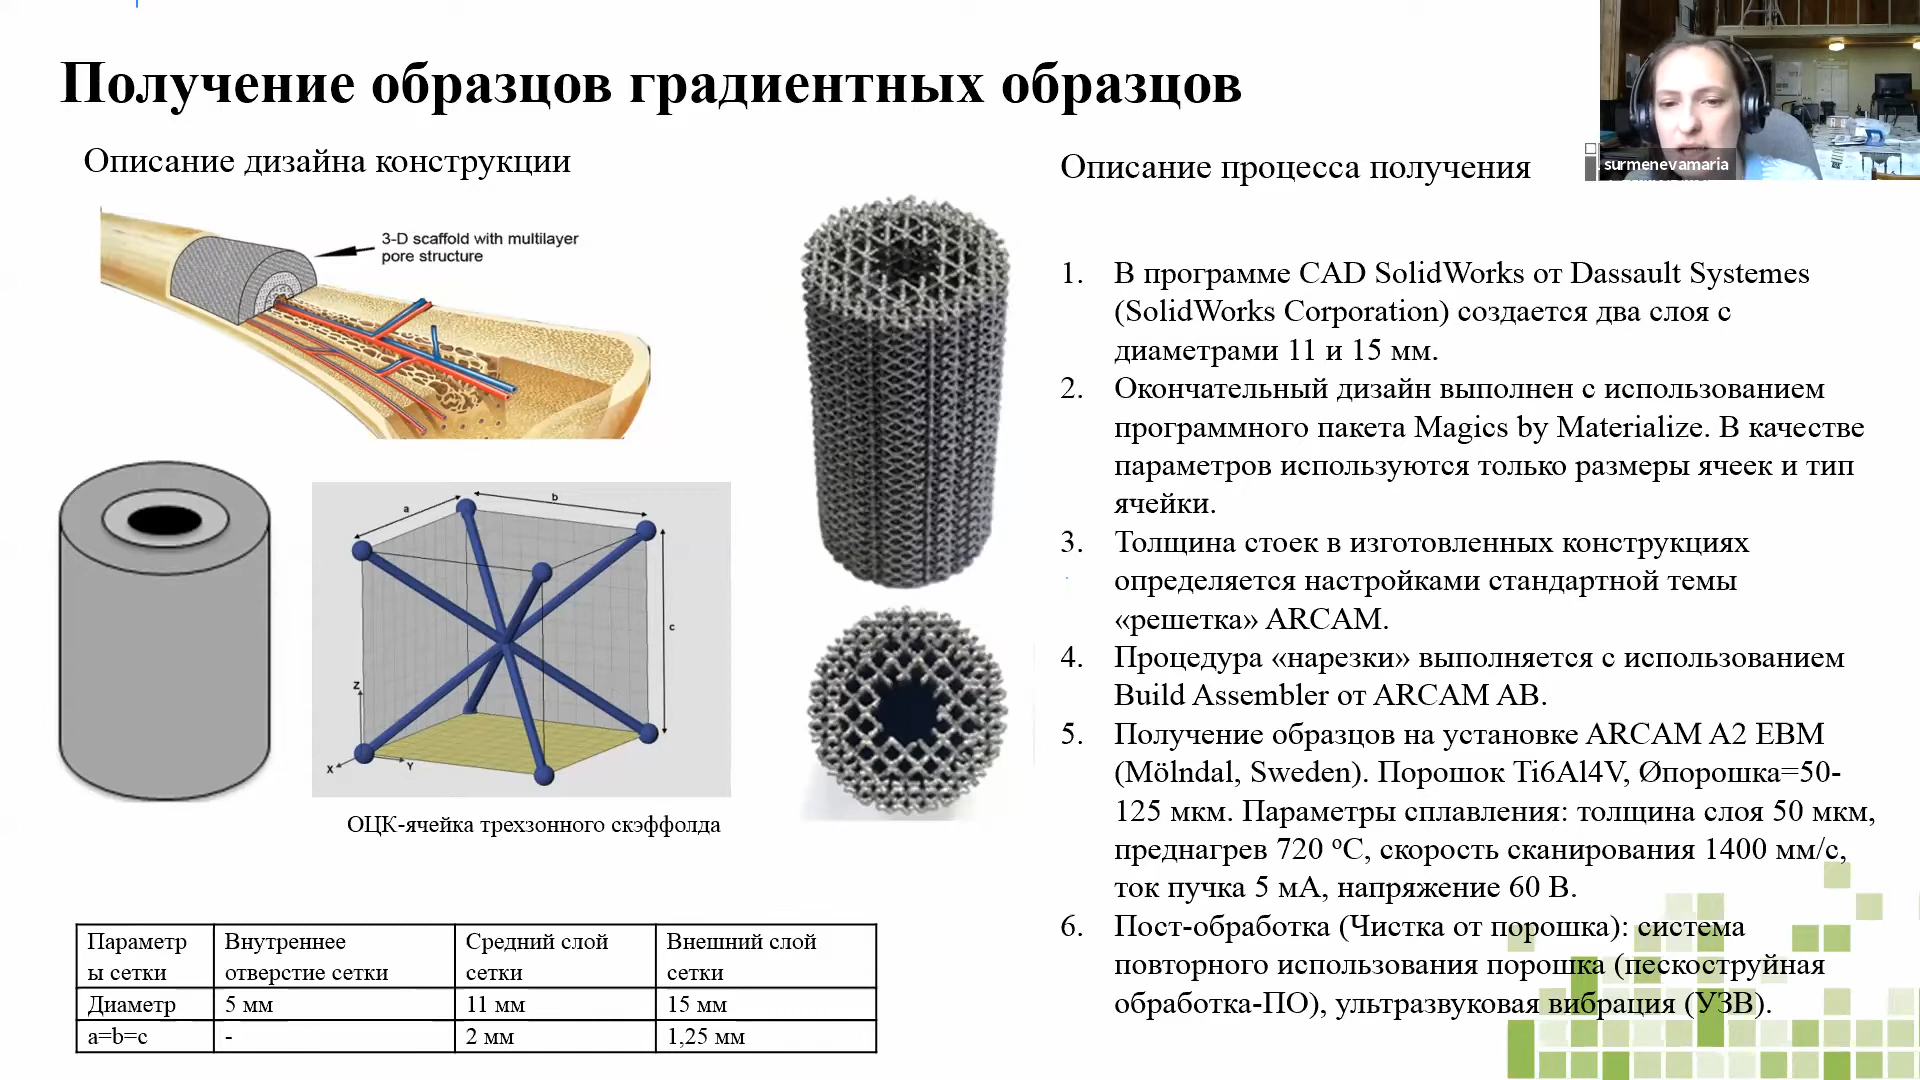 Получение образцов градиентных образцов
surmenevamaria
Описание дизайна конструкции
3-D scaffold with multilayer
pore structure
a
b
c
Z
X
Y
ОЦК-ячейка трехзонного скэффолда
Параметр
ы сетки
Внутреннее
отверстие сетки
Средний слой
сетки
Внешний слой
сетки
Диаметр
5 мм
11 мм
15 мм
a=b=c
-
2 мм
1,25 мм
Описание процесса получения
1. В программе CAD SolidWorks от Dassault Systemes
(SolidWorks Corporation) создается два слоя с
диаметрами 11 и 15 мм.
2. Окончательный дизайн выполнен с использованием
программного пакета Magics by Materialize. В качестве
параметров используются только размеры ячеек и тип
ячейки.
3. Толщина стоек в изготовленных конструкциях
определяется настройками стандартной темы
«решетка» ARCAM.
4. Процедура «нарезки» выполняется с использованием
Build Assembler от ARCAM AB.
5. Получение образцов на установке ARCAM A2 EBM
(Mölndal, Sweden). Порошок Ti6Al4V, Øпорошка=50-
125 мкм. Параметры сплавления: толщина слоя 50 мкм,
преднагрев 720 ºC, скорость сканирования 1400 мм/с,
ток пучка 5 мА, напряжение 60 В.
6. Пост-обработка (Чистка от порошка): система
повторного использования порошка (пескоструйная
обработка-ПО), ультразвуковая вибрация (УЗВ).